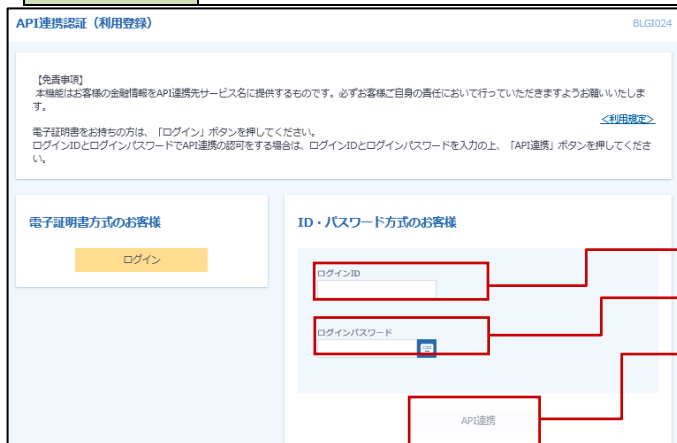 API連携認証（利用登録）
BLGI024
【免責事項】
本機能はお客様の金融情報をAPI連携先サービス名に提供するものです。必ずお客様ご自身の責任において行っていただきますようお願いいたしま
す。
<利用規定>
電子証明書をお持ちの方は、「ログイン」ボタンを押してください。
ログインIDとログインパスワードでAPI連携の認可をする場合は、ログインIDとログインパスワードを入力の上、「API連携」ボタンを押してくださ
い。
電子証明書方式のお客様
ログイン
ID・パスワード方式のお客様
ログインID
ログインパスワード
API連携